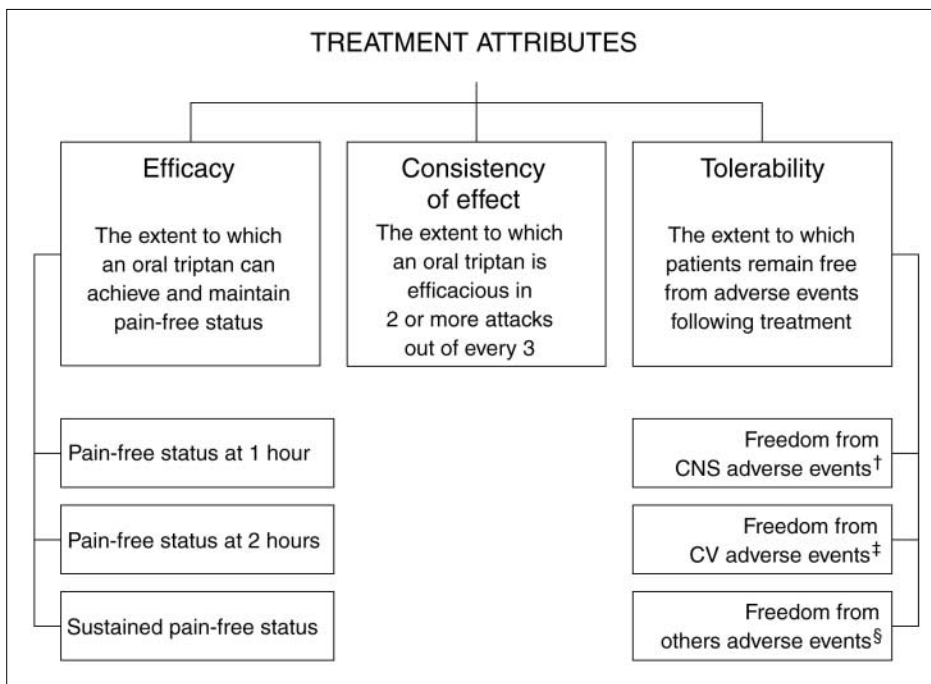 TREATMENT ATTRIBUTES
Efficacy
The extent to which
an oral triptan can
achieve and maintain
pain-free status
Consistency
of effect
The extent to which
an oral triptan is
efficacious in
2 or more attacks
out of every 3
Tolerability
The extent to which
patients remain free
from adverse events
following treatment
Pain-free status at 1 hour
Pain-free status at 2 hours
Sustained pain-free status
Freedom from
CNS adverse events†
Freedom from
CV adverse events‡
Freedom from
others adverse events§